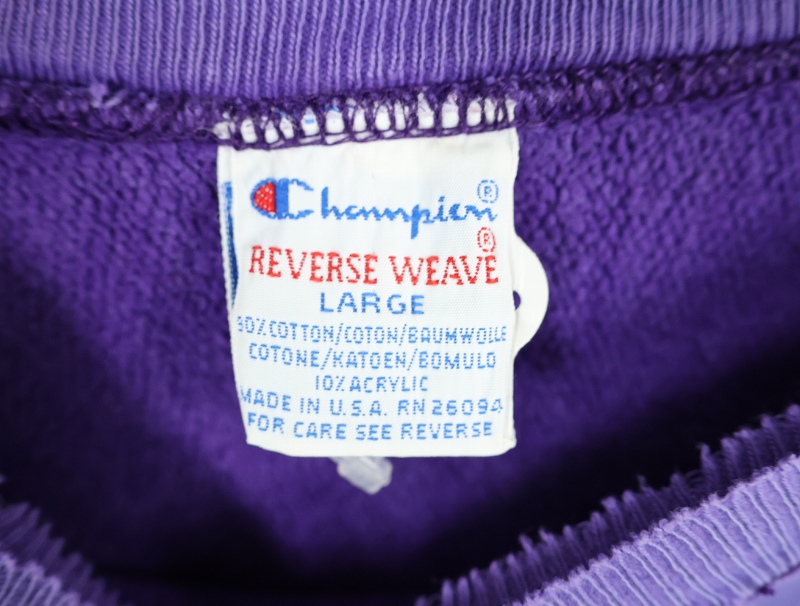 Champion®
REVERSE WEAVE®
LARGE
90%COTTON/COTON/BAUMWOLLE
COTONE/KATOEN/BOMULD
10%ACRYLIC
MADE IN U.S.A. RN 26094
FOR CARE SEE REVERSE